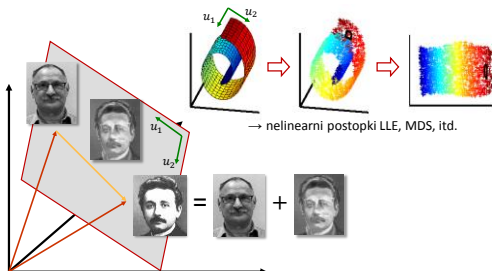 u₁ u₂
→ nelinearni postopki LLE, MDS, itd.
u₁
u₂
= +